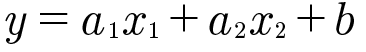 y = a₁x₁ + a₂x₂ + b